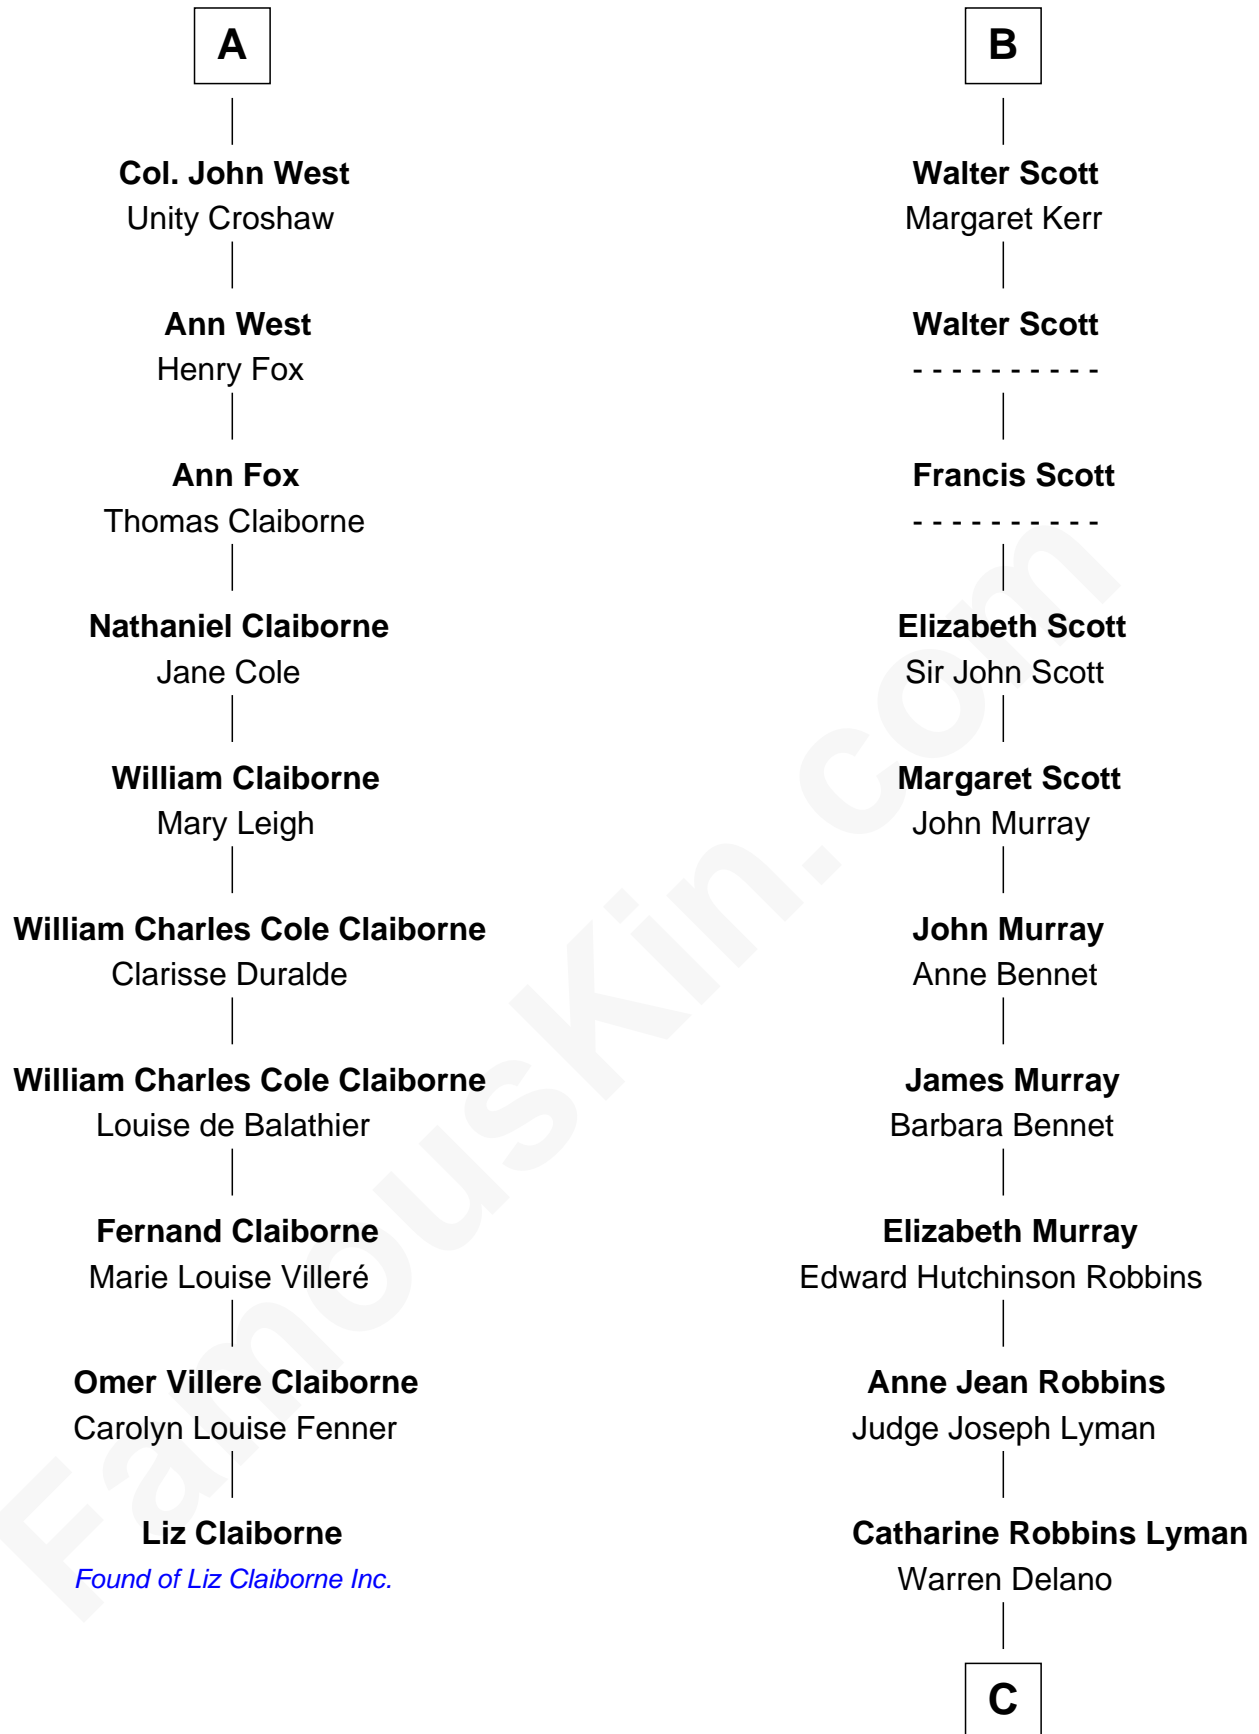 A
Col. John West
Unity Croshaw
Ann West
Henry Fox
Ann Fox
Thomas Claiborne
Nathaniel Claiborne
Jane Cole
William Claiborne
Mary Leigh
William Charles Cole Claiborne
Clarisse Duralde
William Charles Cole Claiborne
Louise de Balathier
Fernand Claiborne
Marie Louise Villeré
Omer Villere Claiborne
Carolyn Louise Fenner
Liz Claiborne
Found of Liz Claiborne Inc.
B
Walter Scott
Margaret Kerr
Walter Scott
- - - - - - - - - -
Francis Scott
- - - - - - - - - -
Elizabeth Scott
Sir John Scott
Margaret Scott
John Murray
John Murray
Anne Bennet
James Murray
Barbara Bennet
Elizabeth Murray
Edward Hutchinson Robbins
Anne Jean Robbins
Judge Joseph Lyman
Catharine Robbins Lyman
Warren Delano
C
FamousKin.com